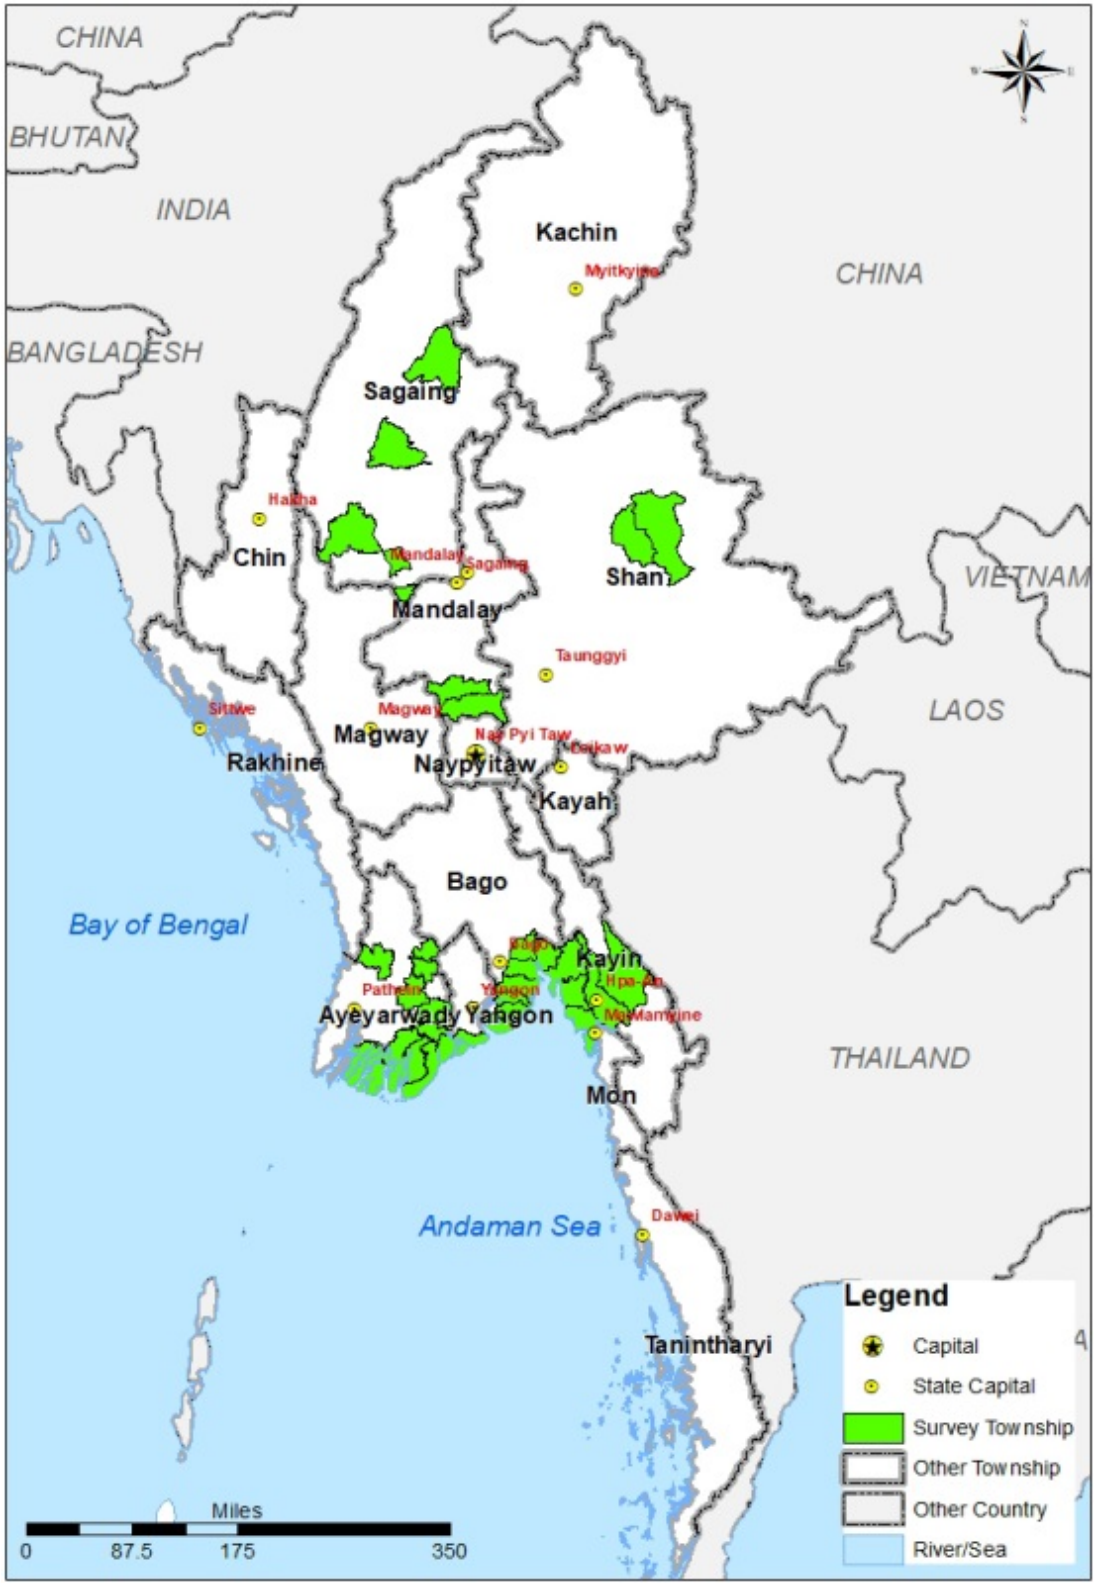 CHINA
N
W
E
S
BHUTAN
INDIA
Kachin
Myitkyina
CHINA
BANGLADESH
Sagaing
Hakha
Chin
Mandalay
Sagaing
Shan
VIETNAM
Mandalay
Taunggyi
LAOS
Sittwe
Magway
Magway
Nay Pyi Taw
Loikaw
Rakhine
Naypyitaw
Kayah
Bago
Bay of Bengal
Bago
Kayin
Hpa-An
Pathein
Yangon
Mawlamyine
Ayeyarwady
Yangon
THAILAND
Mon
Andaman Sea
Dawei
Tanintharyi
Legend
Capital
State Capital
Survey Township
Other Township
Other Country
River/Sea
A
Miles
0 87.5 175 350